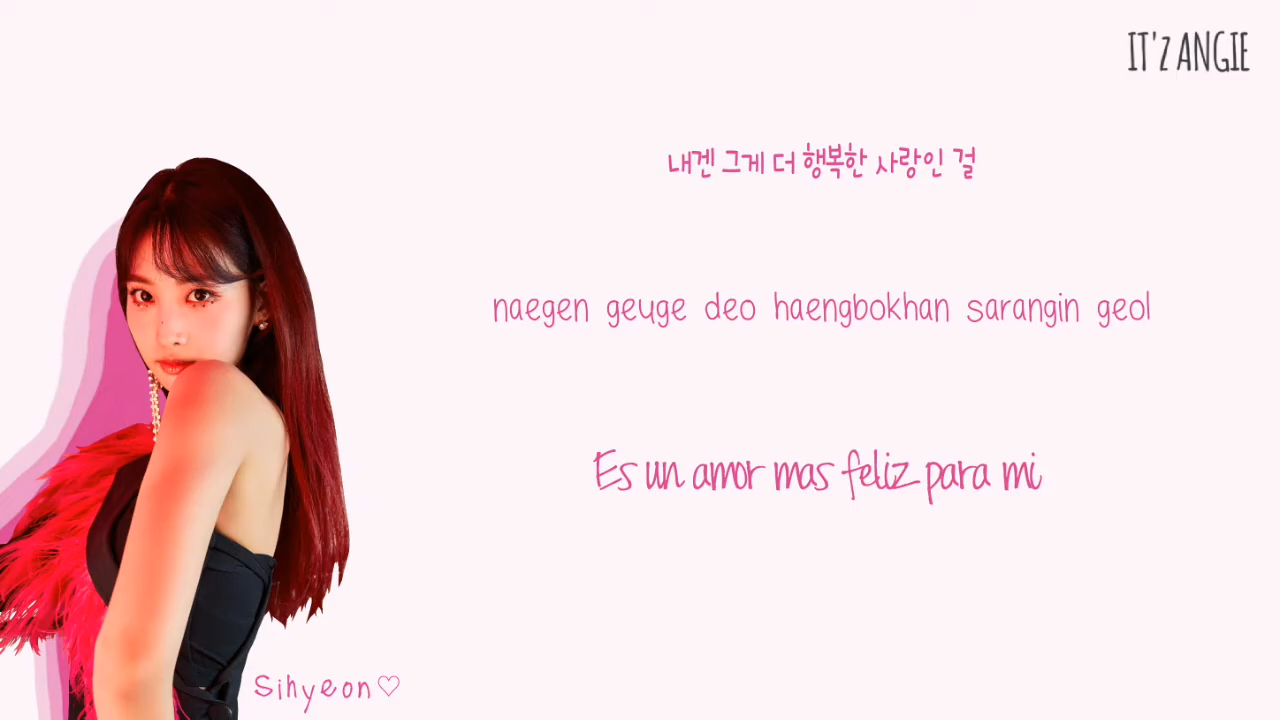 IT'z ANGIE
내겐 그게 더 행복한 사랑인 걸
naegen geuge deo haengbokhan sarangin geol
Es un amor mas feliz para mi
Sihyeon♡